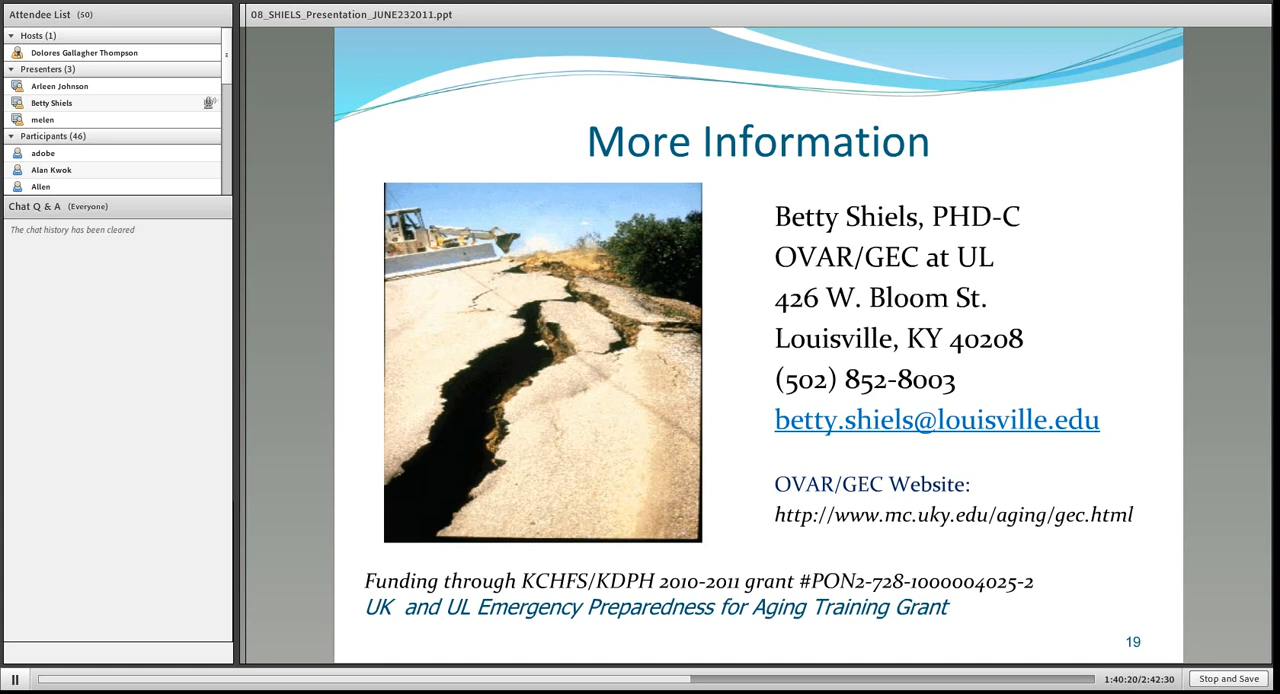 Attendee List (50)
Hosts (1)
Dolores Gallagher Thompson
Presenters (3)
Arleen Johnson
Betty Shiels
melen
Participants (46)
adobe
Alan Kwok
Allen
Chat Q & A (Everyone)
The chat history has been cleared
08_SHIELS_Presentation_JUNE232011.ppt
More Information
Betty Shiels, PHD-C
OVAR/GEC at UL
426 W. Bloom St.
Louisville, KY 40208
(502) 852-8003
betty.shiels@louisville.edu
OVAR/GEC Website:
http://www.mc.uky.edu/aging/gec.html
Funding through KCHFS/KDPH 2010-2011 grant #PON2-728-1000004025-2
UK and UL Emergency Preparedness for Aging Training Grant
19
1:40:20/2:42:30
Stop and Save